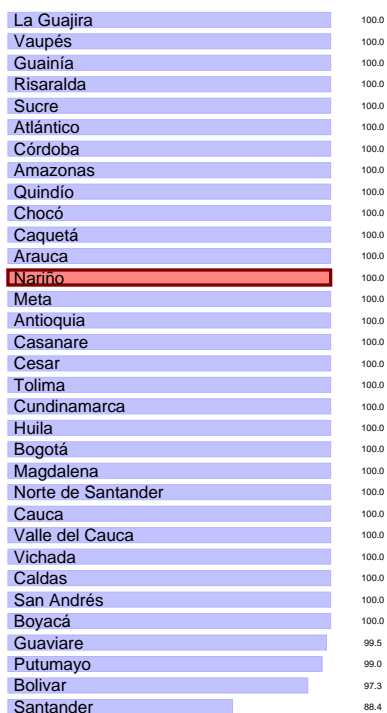 La Guajira 100.0
Vaupés 100.0
Guainía 100.0
Risaralda 100.0
Sucre 100.0
Atlántico 100.0
Córdoba 100.0
Amazonas 100.0
Quindío 100.0
Chocó 100.0
Caquetá 100.0
Arauca 100.0
Nariño 100.0
Meta 100.0
Antioquia 100.0
Casanare 100.0
Cesar 100.0
Tolima 100.0
Cundinamarca 100.0
Huila 100.0
Bogotá 100.0
Magdalena 100.0
Norte de Santander 100.0
Cauca 100.0
Valle del Cauca 100.0
Vichada 100.0
Caldas 100.0
San Andrés 100.0
Boyacá 100.0
Guaviare 99.5
Putumayo 99.0
Bolivar 97.3
Santander 88.4